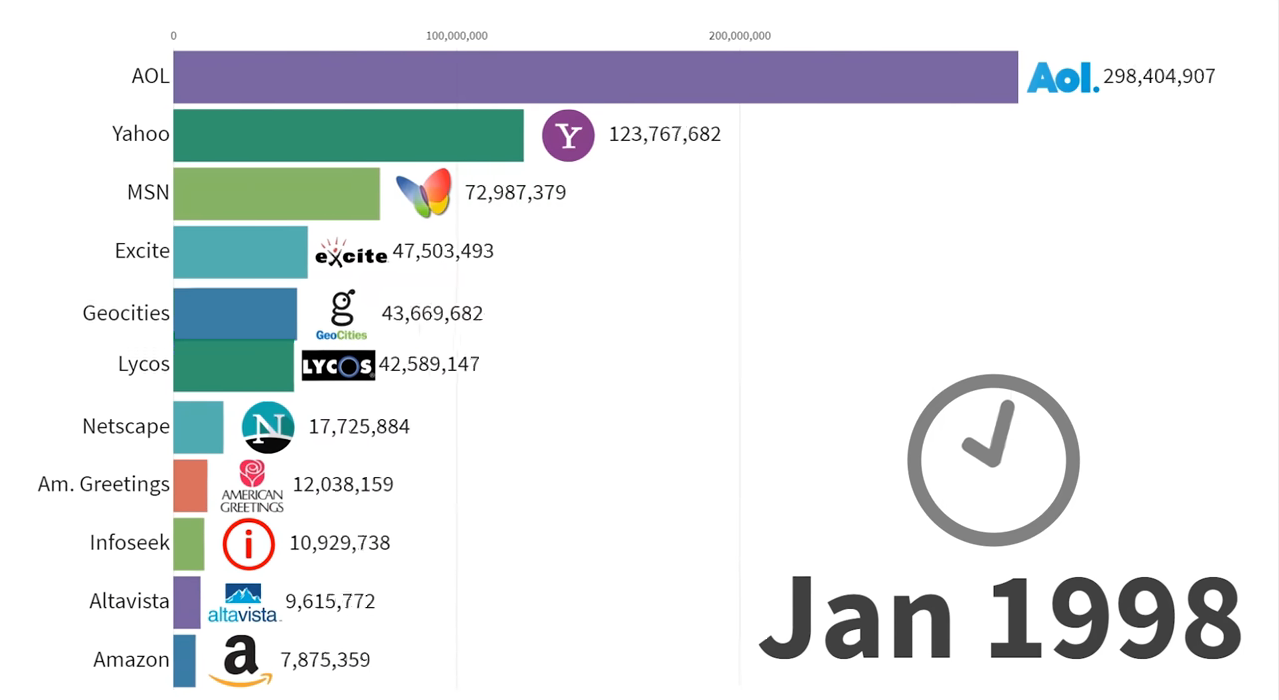 0 100,000,000 200,000,000
AOL Aol. 298,404,907
Yahoo Y 123,767,682
MSN 72,987,379
Excite excite 47,503,493
Geocities g GeoCities 43,669,682
Lycos LYCOS 42,589,147
Netscape N 17,725,884
Am. Greetings AMERICAN GREETINGS 12,038,159
Infoseek i 10,929,738
Altavista altavista 9,615,772
Amazon a 7,875,359
Jan 1998